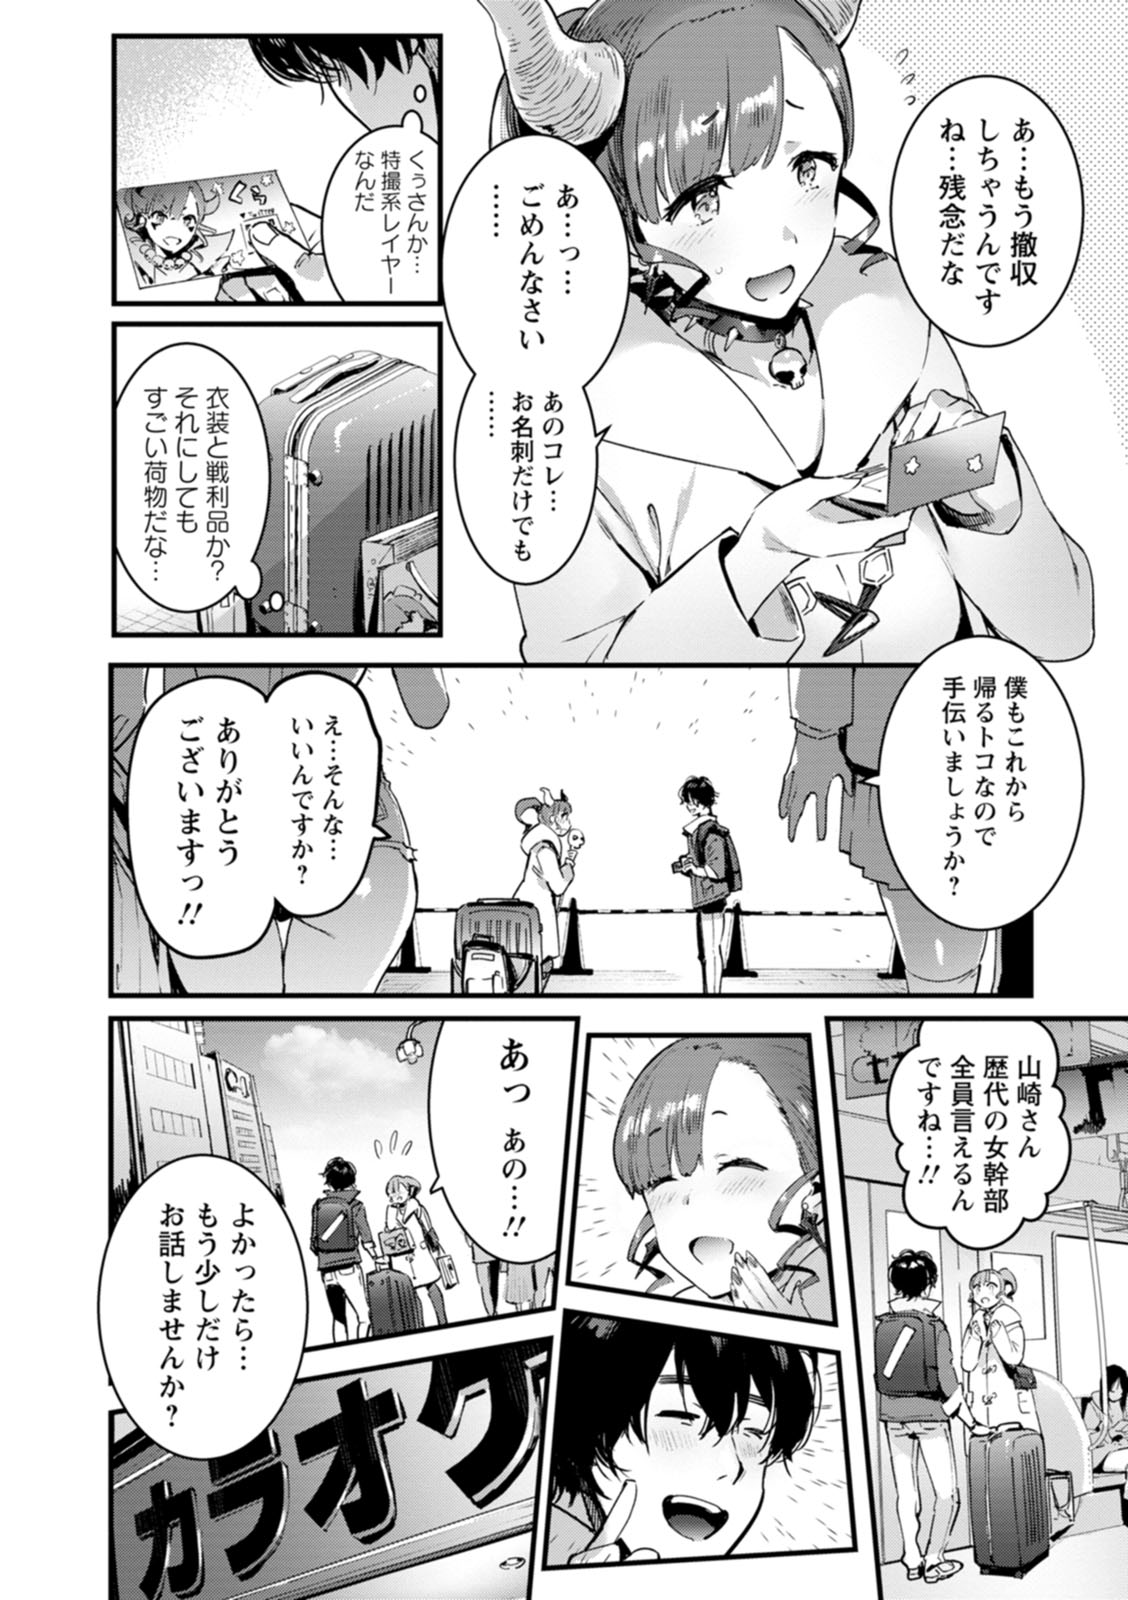 あ…もう撤収
しちゃうんです
ね…残念だな
あ…っ…
ごめんなさい
……
あのコレ…
お名刺だけでも
……
くぅさんか…
特撮系レイヤー
なんだ
くぅ
衣装と戦利品か?
それにしても
すごい荷物だな…
僕もこれから
帰るトコなので
手伝いましょうか?
え…そんな…
いいんですか?
ありがとう
ございますっ!!
山崎さん
歴代の女幹部
全員言えるん
ですね…!!
あっ あの…!!
よかったら…
もう少しだけ
お話しませんか?
カラオケ